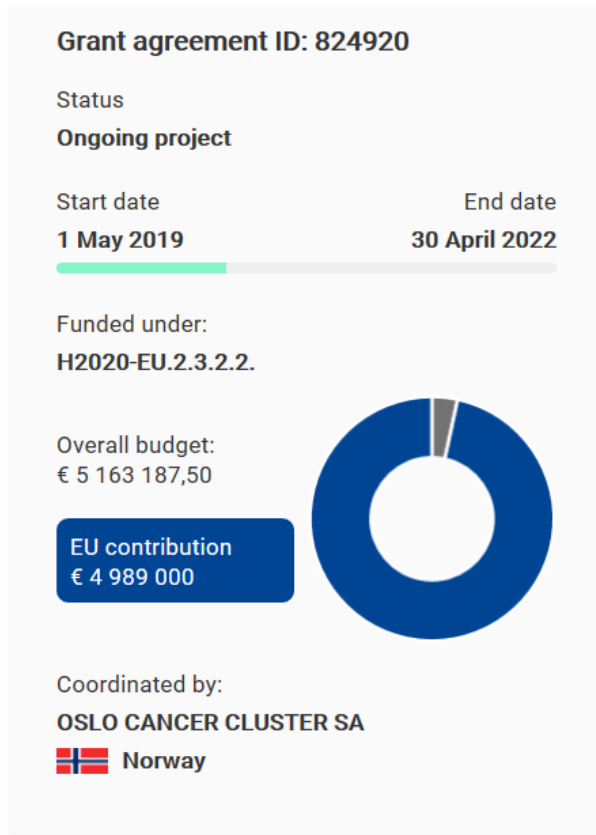 Grant agreement ID: 824920
Status
Ongoing project
Start date
End date
1 May 2019
30 April 2022
Funded under:
H2020-EU.2.3.2.2.
Overall budget:
€ 5 163 187,50
EU contribution
€ 4 989 000
Coordinated by:
OSLO CANCER CLUSTER SA
Norway